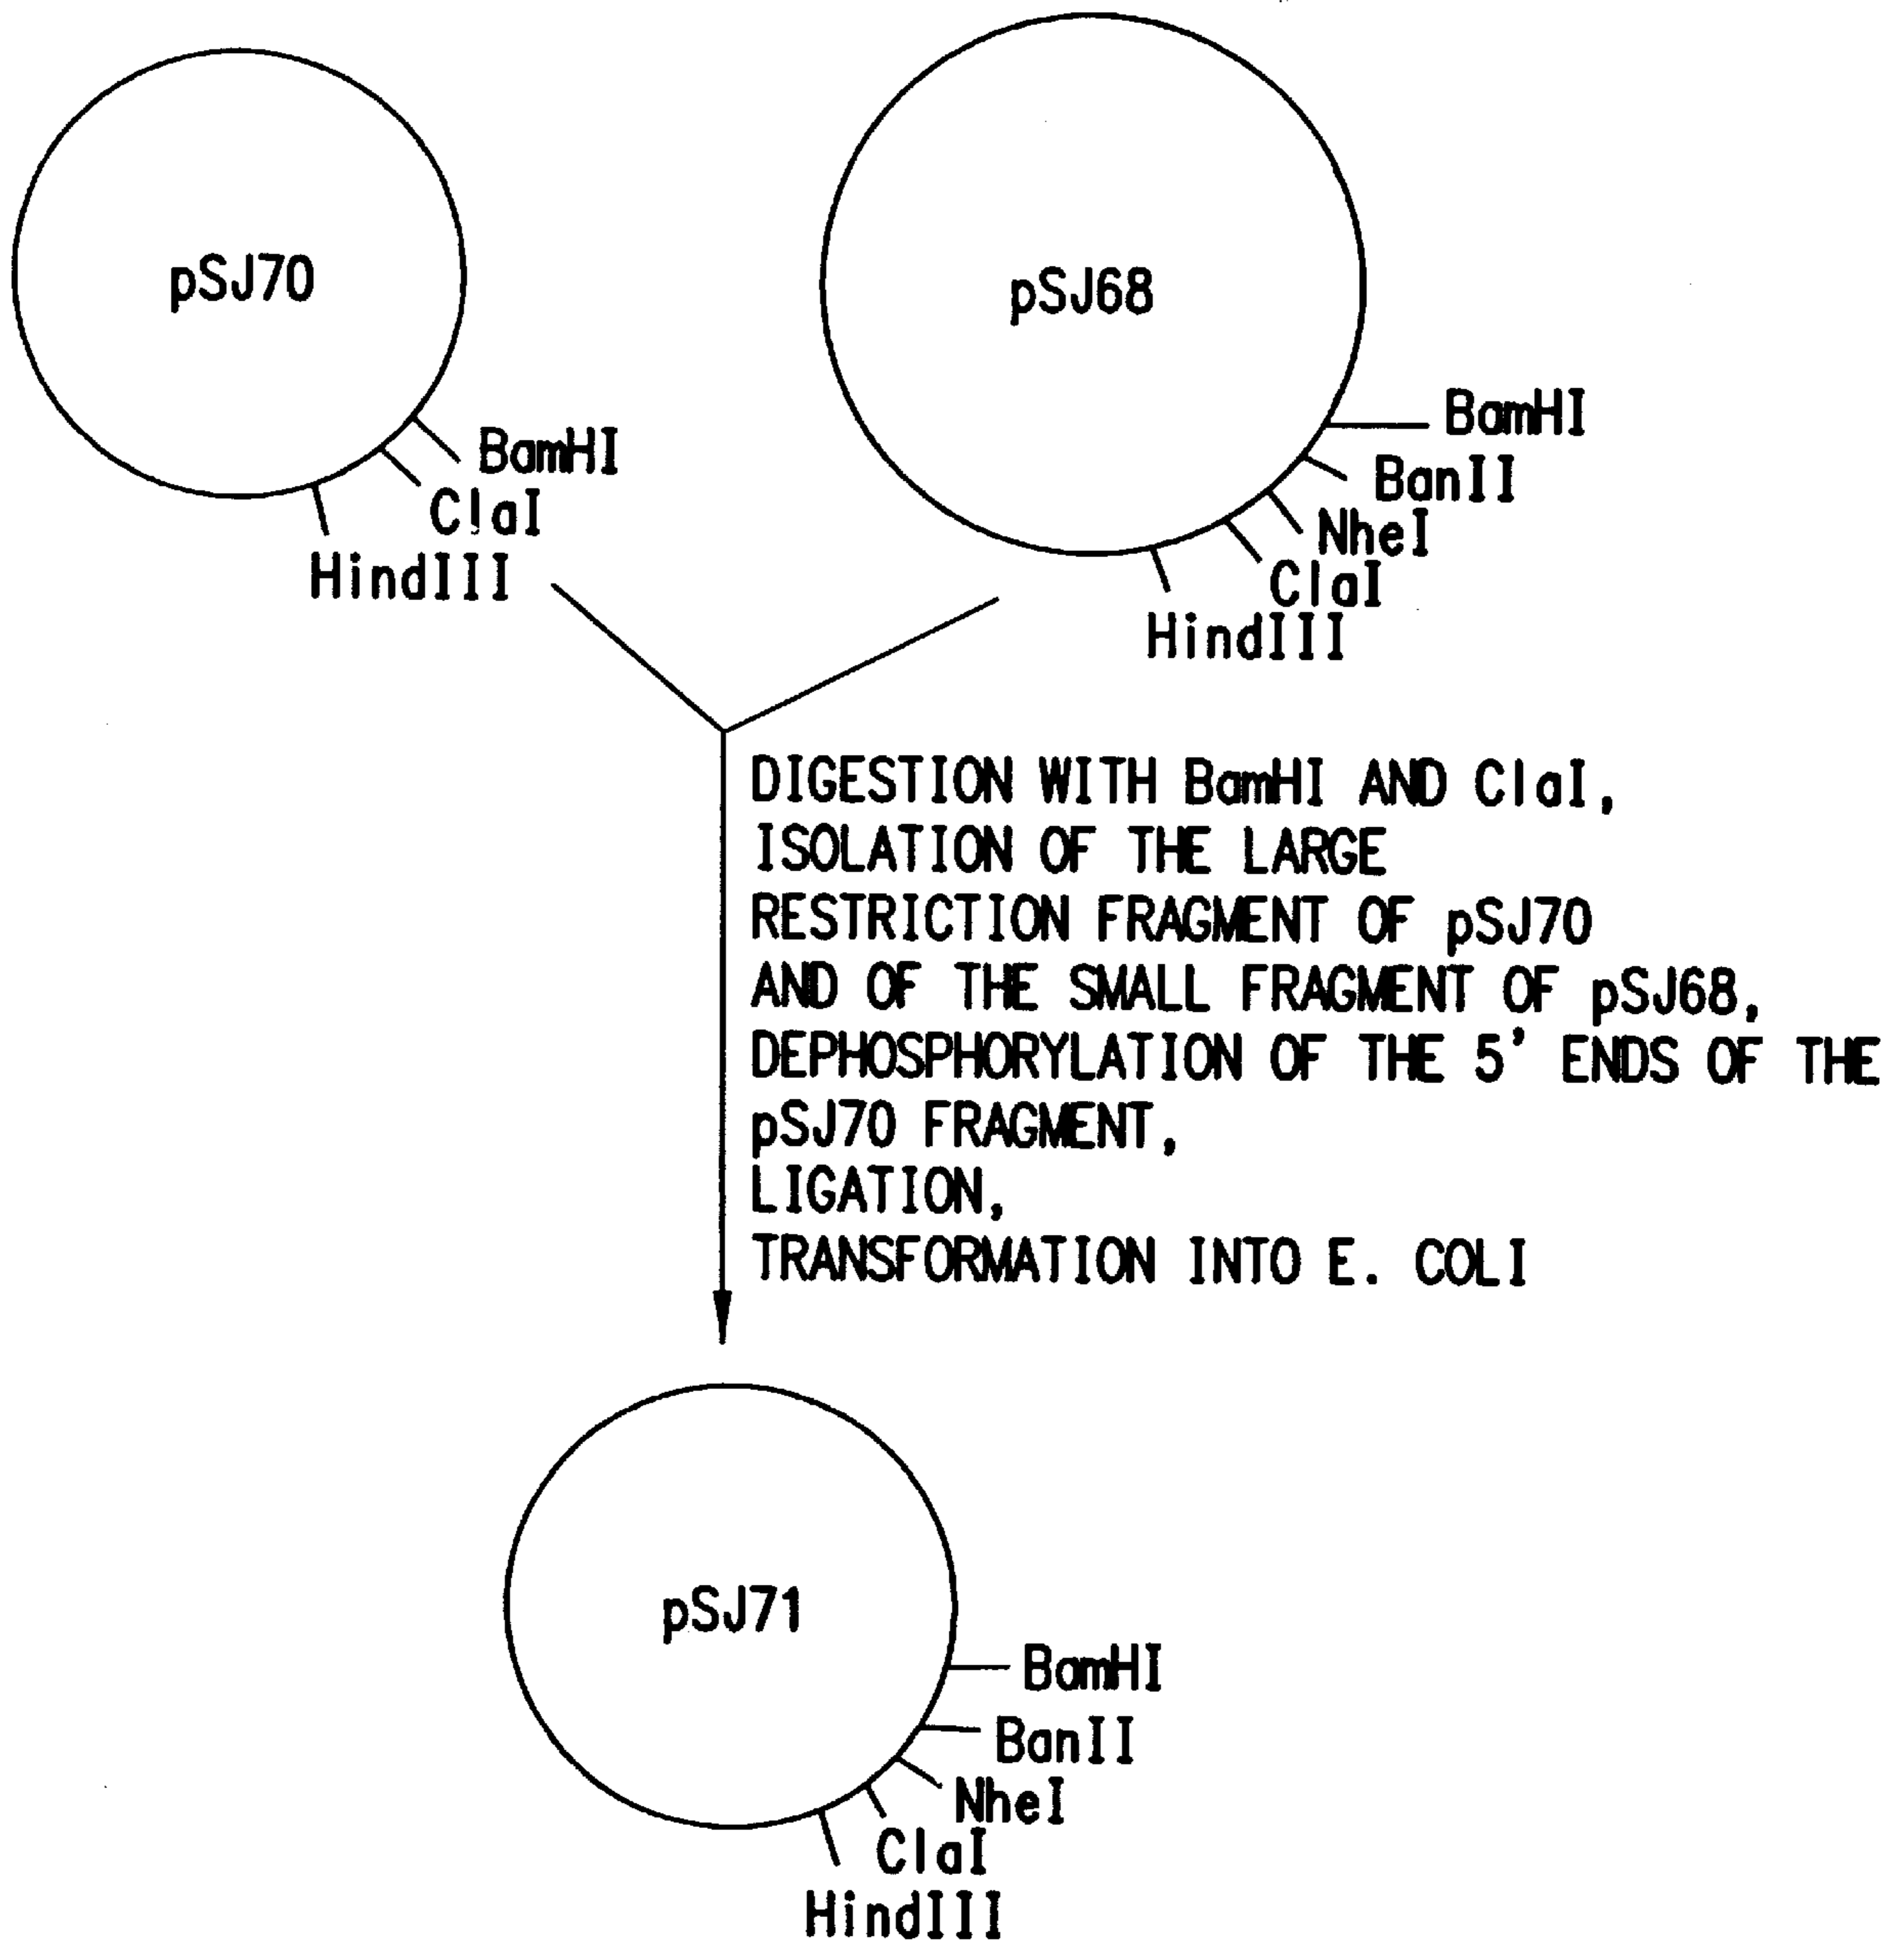 pSJ70
BamHI
ClaI
HindIII
pSJ68
BamHI
BanII
NheI
ClaI
HindIII
DIGESTION WITH BamHI AND ClaI,
ISOLATION OF THE LARGE
RESTRICTION FRAGMENT OF pSJ70
AND OF THE SMALL FRAGMENT OF pSJ68,
DEPHOSPHORYLATION OF THE 5' ENDS OF THE
pSJ70 FRAGMENT,
LIGATION,
TRANSFORMATION INTO E. COLI
pSJ71
BamHI
BanII
NheI
ClaI
HindIII